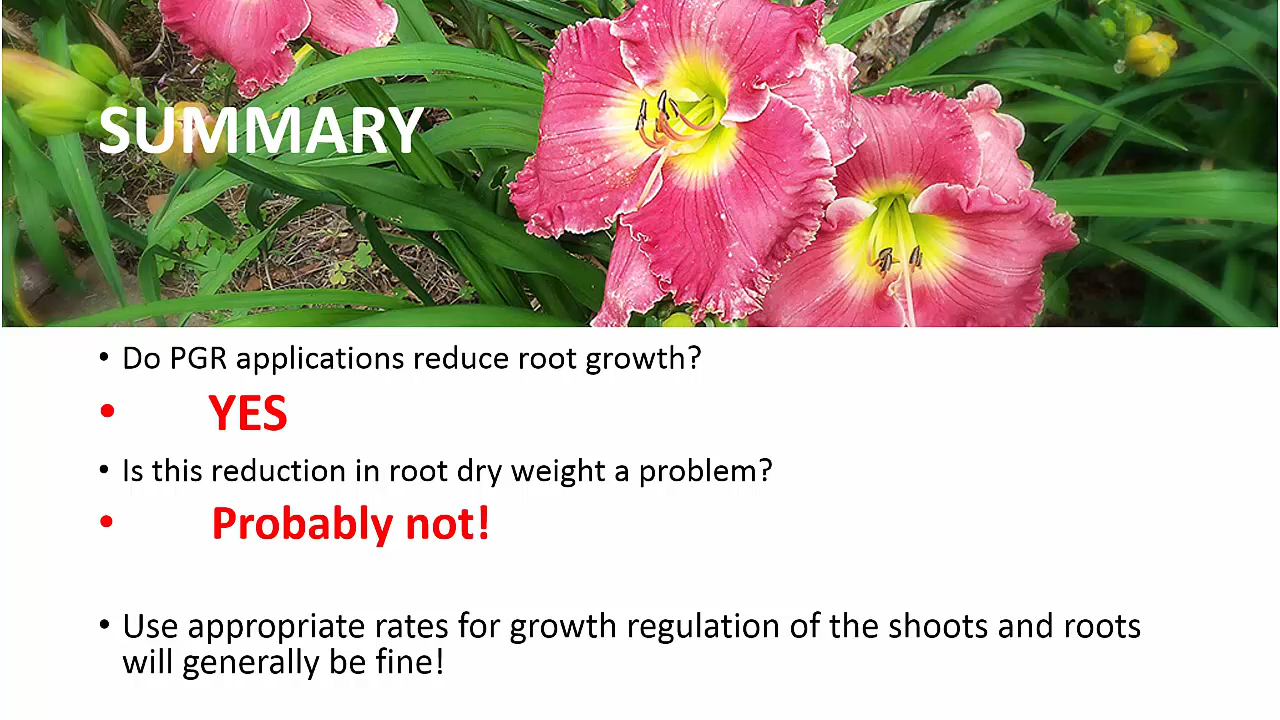 SUMMARY
• Do PGR applications reduce root growth?
• YES
• Is this reduction in root dry weight a problem?
• Probably not!
• Use appropriate rates for growth regulation of the shoots and roots
will generally be fine!